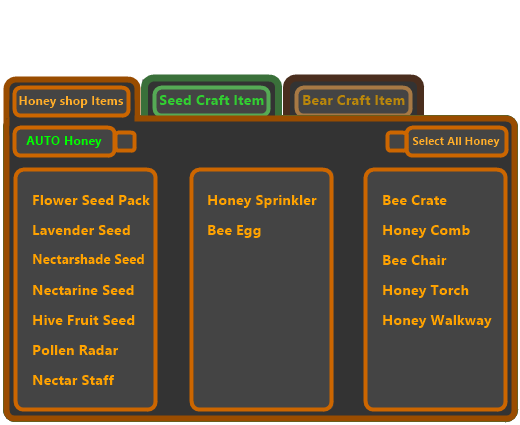 Honey shop Items
Seed Craft Item
Bear Craft Item
AUTO Honey
Select All Honey
Flower Seed Pack
Lavender Seed
Nectarshade Seed
Nectarine Seed
Hive Fruit Seed
Pollen Radar
Nectar Staff
Honey Sprinkler
Bee Egg
Bee Crate
Honey Comb
Bee Chair
Honey Torch
Honey Walkway